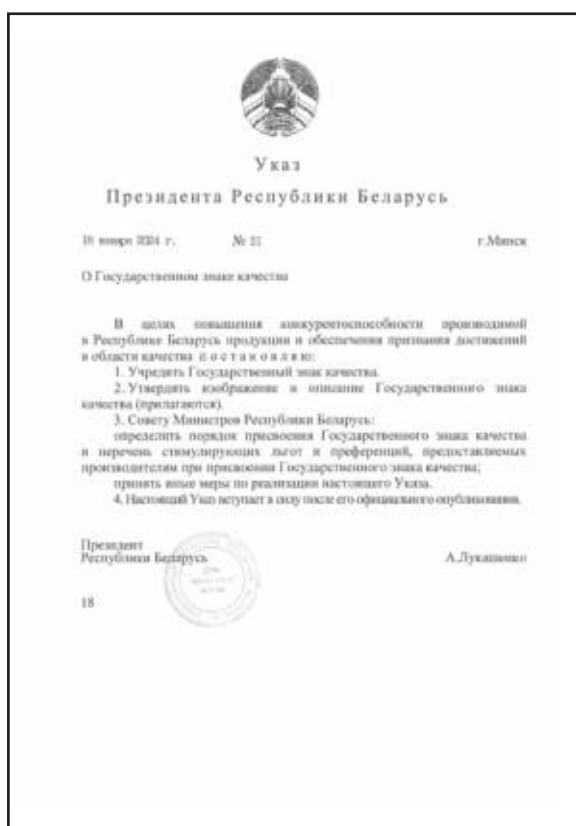 Указ
Президента Республики Беларусь
января 2024 г. №
г.Минск
О Государственном знаке качества
В целях повышения конкурентоспособности производимой
в Республике Беларусь продукции и обеспечения признания достижений
в области качества п о с т а н о в л я ю:
1. Учредить Государственный знак качества.
2. Утвердить изображение и описание Государственного знака
качества (прилагаются).
3. Совету Министров Республики Беларусь:
определить порядок присвоения Государственного знака качества
и перечень стимулирующих льгот и преференций, предоставляемых
производителям при присвоении Государственного знака качества;
принять иные меры по реализации настоящего Указа.
4. Настоящий Указ вступает в силу после его официального опубликования.
Президент
Республики Беларусь
А.Лукашенко
18